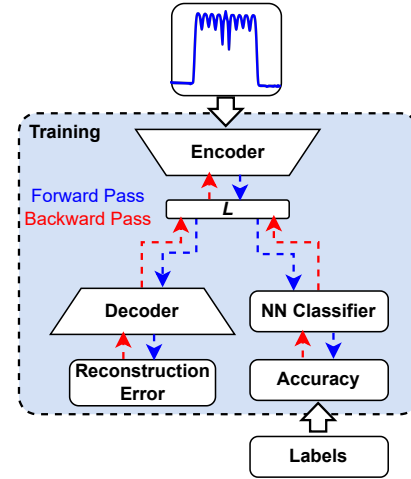 Training
Encoder
Forward Pass
Backward Pass
L
Decoder
NN Classifier
Reconstruction
Error
Accuracy
Labels